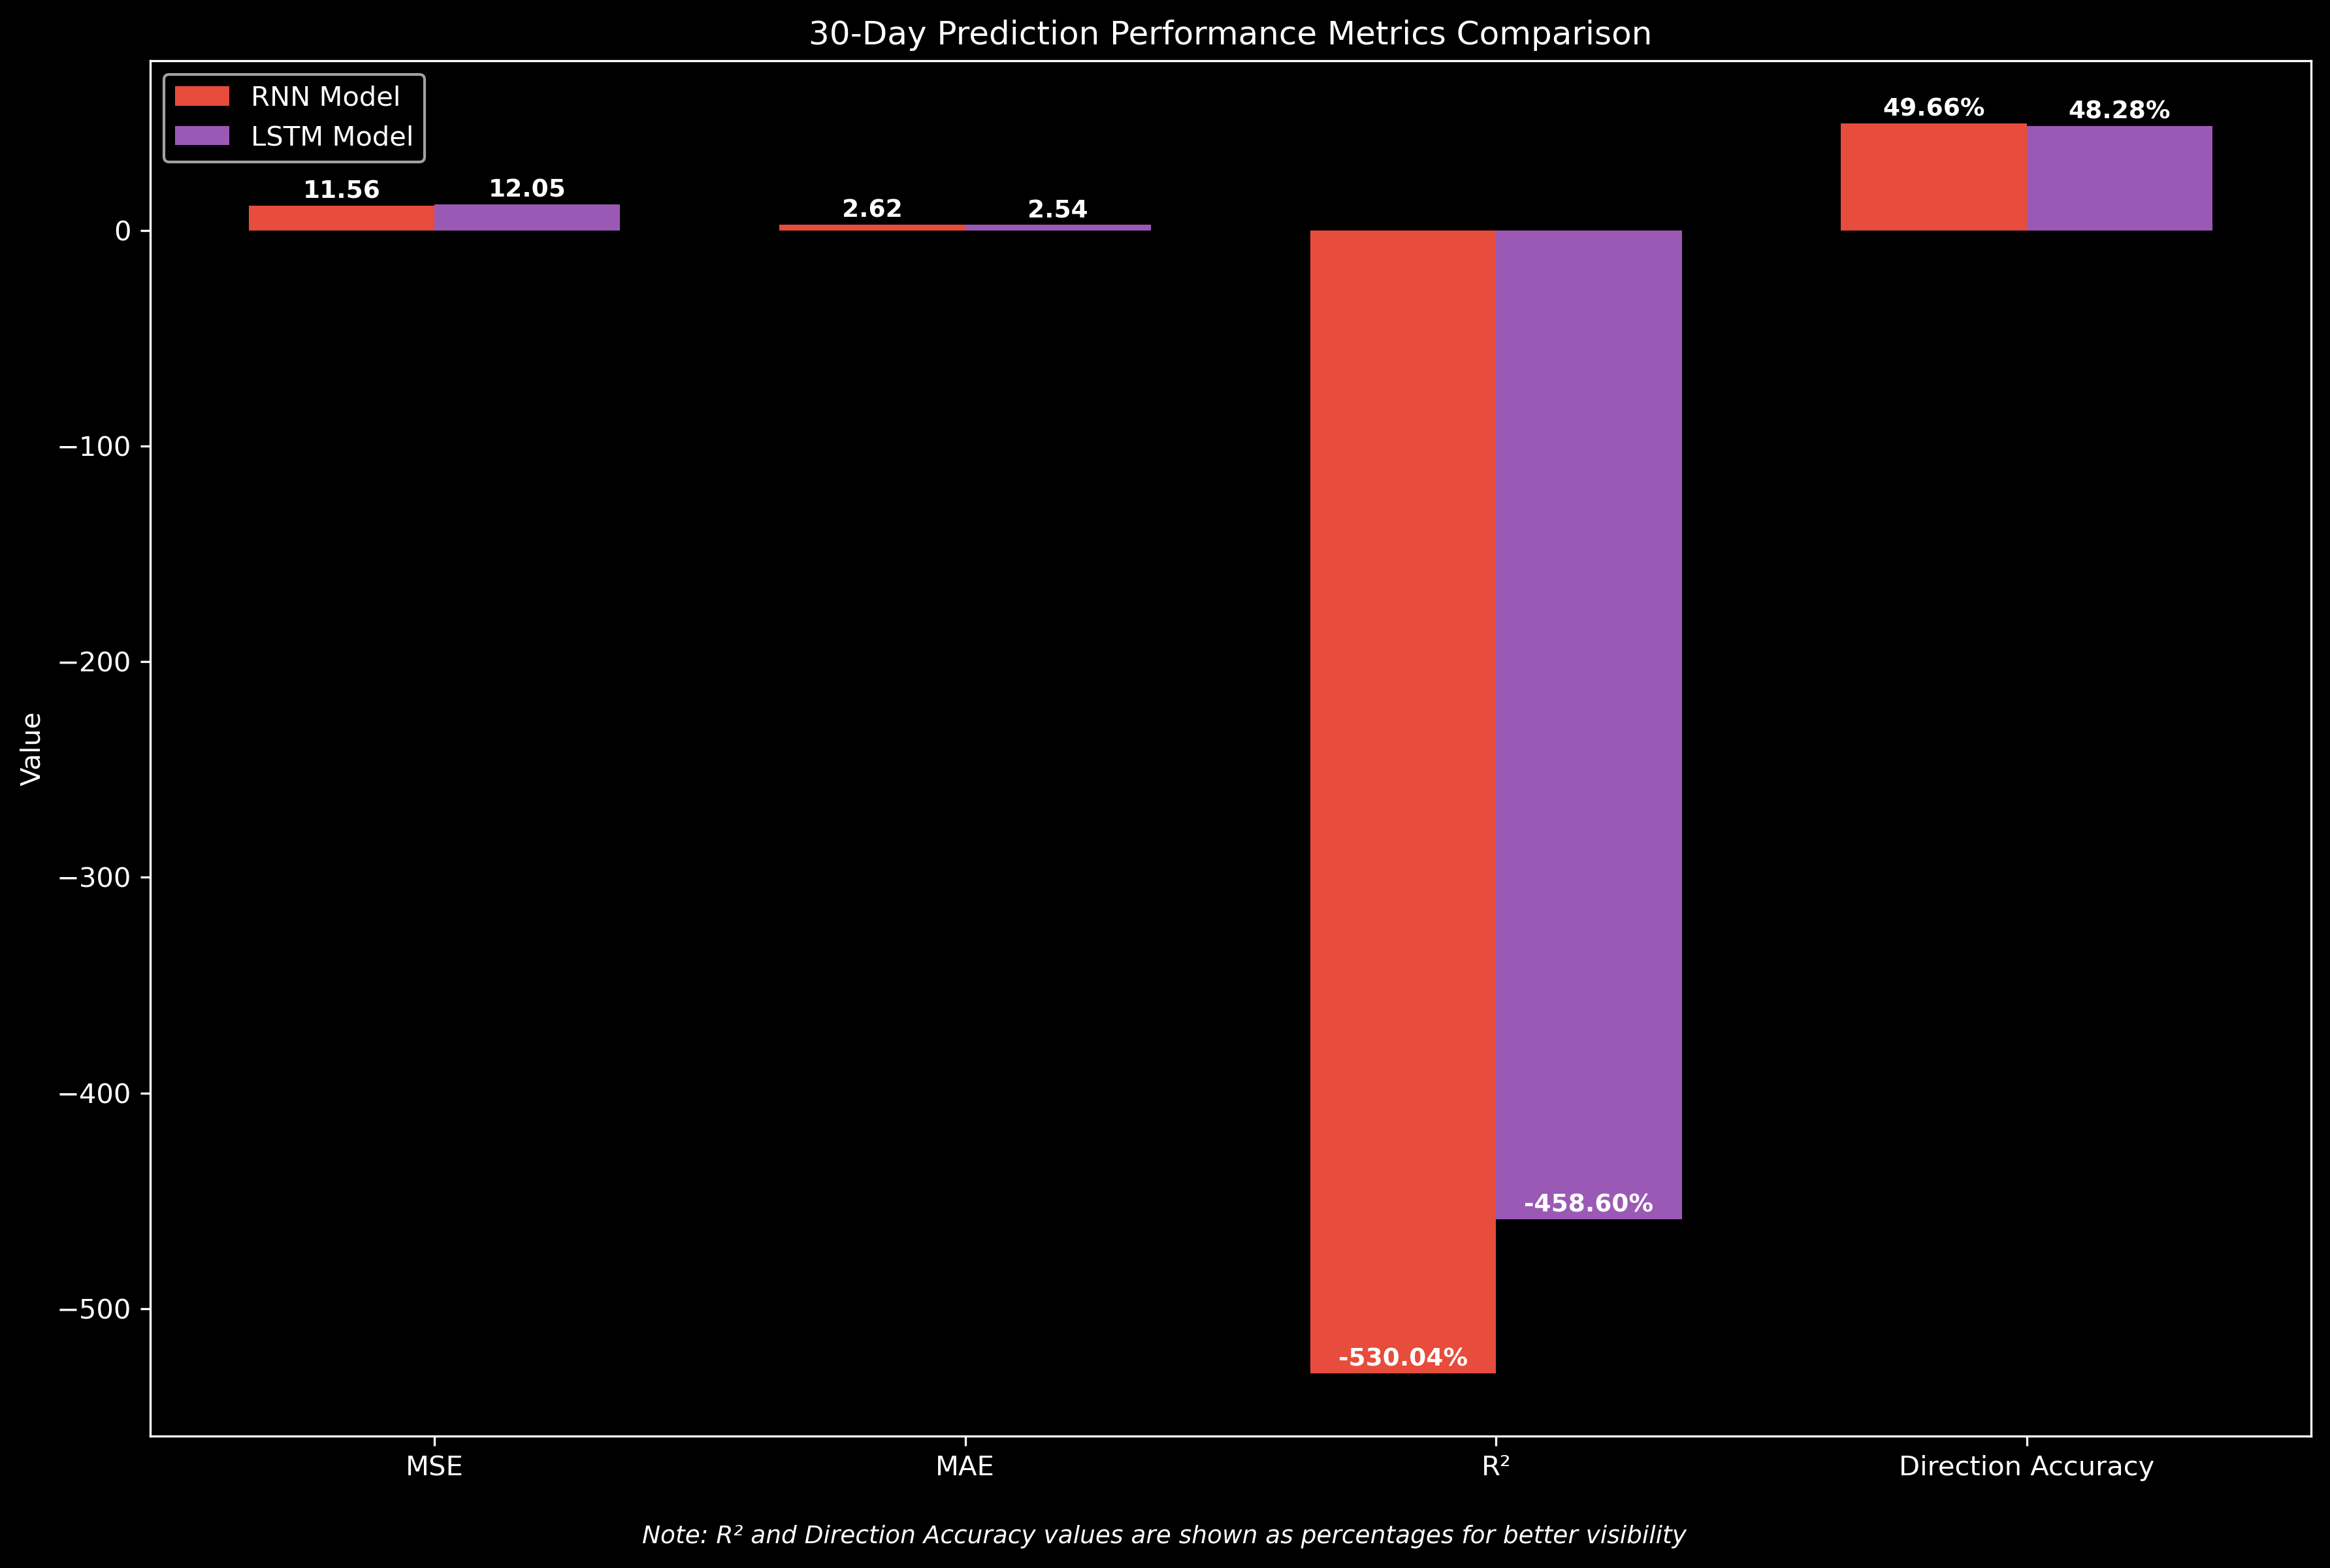 30-Day Prediction Performance Metrics Comparison
RNN Model
LSTM Model
49.66%
48.28%
11.56
12.05
2.62
2.54
0
−100
−200
−300
−400
−500
Value
-458.60%
-530.04%
MSE
MAE
R²
Direction Accuracy
Note: R² and Direction Accuracy values are shown as percentages for better visibility